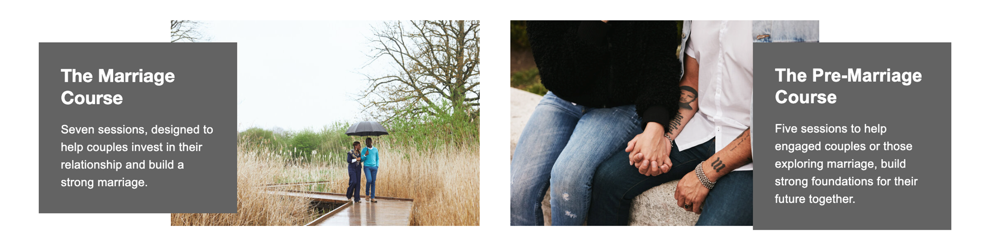 The Marriage
Course
Seven sessions, designed to
help couples invest in their
relationship and build a
strong marriage.
The Pre-Marriage
Course
Five sessions to help
engaged couples or those
exploring marriage, build
strong foundations for their
future together.